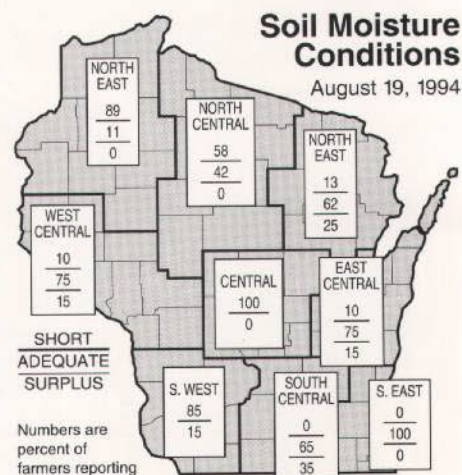 Soil Moisture
Conditions
August 19, 1994
NORTH
EAST
89
11
0
NORTH
CENTRAL
58
42
0
NORTH
EAST
13
62
25
WEST
CENTRAL
10
75
15
CENTRAL
100
0
EAST
CENTRAL
10
75
15
SHORT
ADEQUATE
SURPLUS
S. WEST
85
15
SOUTH
CENTRAL
0
65
35
S. EAST
0
100
0
Numbers are
percent of
farmers reporting